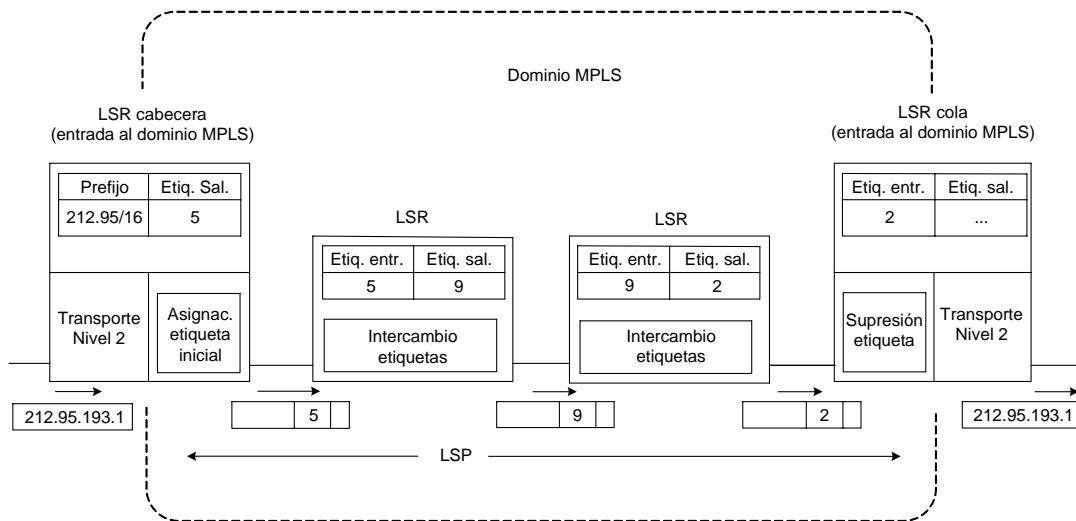 Dominio MPLS
LSR cabecera
(entrada al dominio MPLS)
LSR cola
(entrada al dominio MPLS)
Prefijo
Etiq. Sal.
212.95/16
5
LSR
Etiq. entr.
Etiq. sal.
5
9
LSR
Etiq. entr.
Etiq. sal.
9
2
Etiq. entr.
Etiq. sal.
2
...
Transporte
Nivel 2
Asignac.
etiqueta
inicial
Intercambio
etiquetas
Intercambio
etiquetas
Supresión
etiqueta
Transporte
Nivel 2
212.95.193.1
5
9
2
212.95.193.1
LSP